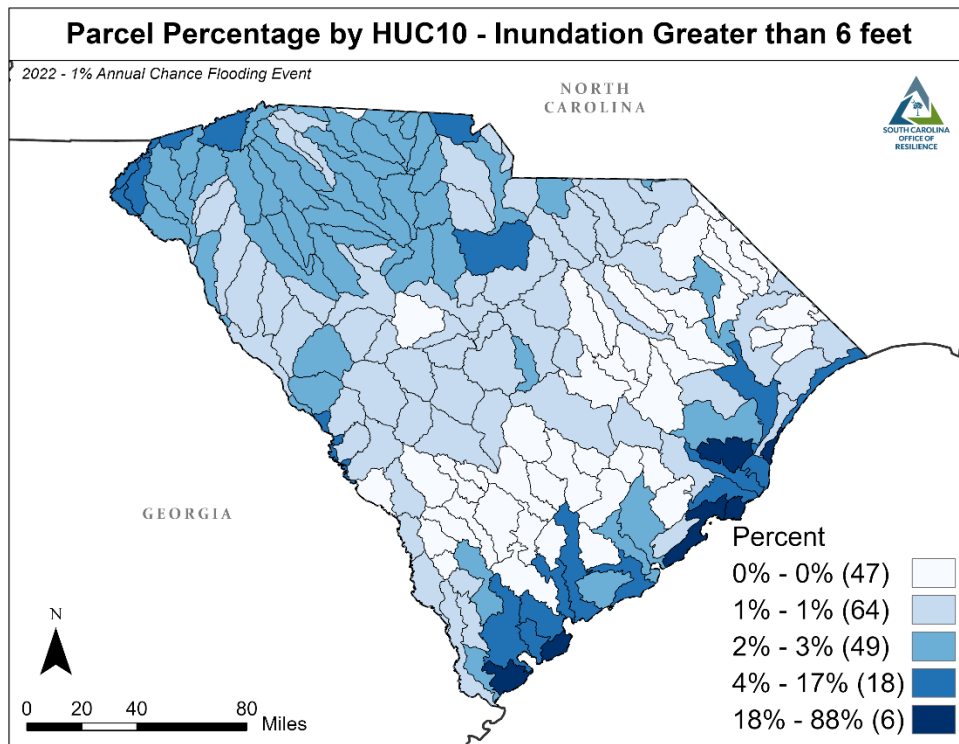 Parcel Percentage by HUC10 - Inundation Greater than 6 feet
2022 - 1% Annual Chance Flooding Event
NORTH
CAROLINA
SOUTH CAROLINA
OFFICE OF
RESILIENCE
GEORGIA
Percent
0% - 0% (47)
1% - 1% (64)
2% - 3% (49)
4% - 17% (18)
18% - 88% (6)
N
0 20 40 80
Miles